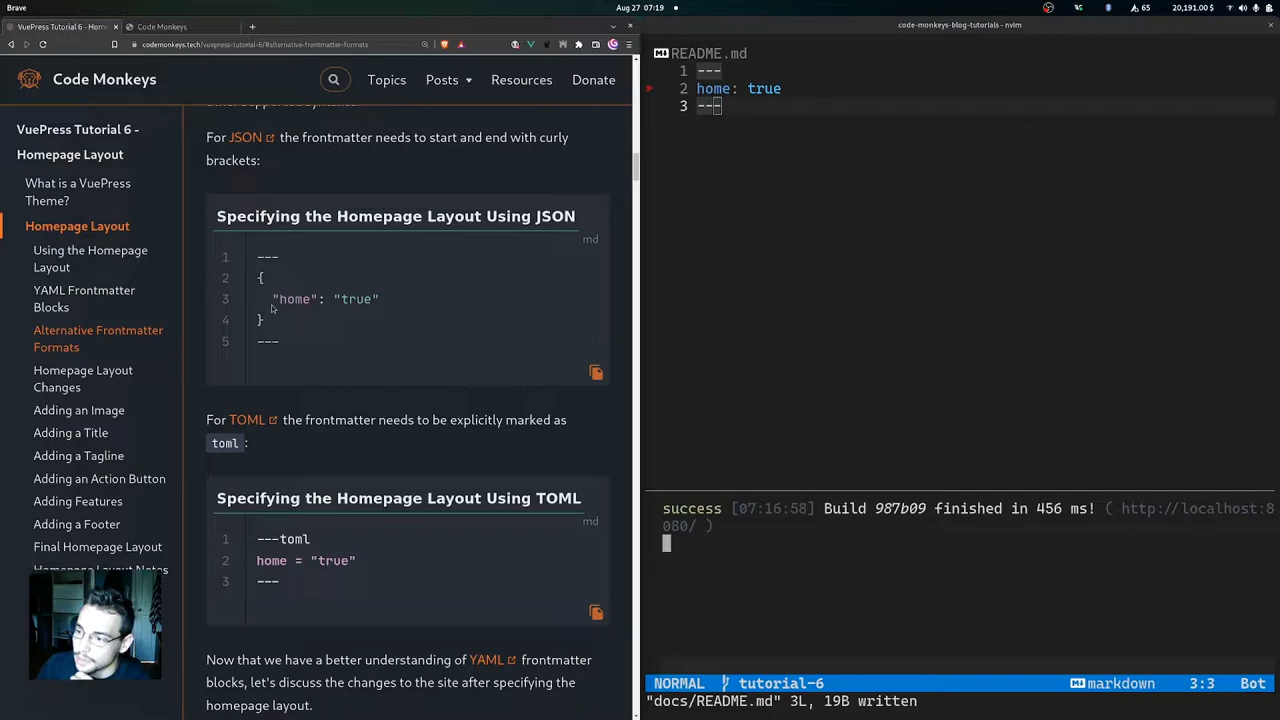 Brave
Aug 27 07:19
65
20,191.00
VuePress Tutorial 6 - Home
Code Monkeys
codemonkeys.tech/vuepress-tutorial-6/#alternative-frontmatter-formats
Code Monkeys
Topics
Posts
Resources
Donate
VuePress Tutorial 6 -
Homepage Layout
What is a VuePress
Theme?
Homepage Layout
Using the Homepage
Layout
YAML Frontmatter
Blocks
Alternative Frontmatter
Formats
Homepage Layout
Changes
Adding an Image
Adding a Title
Adding a Tagline
Adding an Action Button
Adding Features
Adding a Footer
Final Homepage Layout
Homepage Layout Notes
For JSON the frontmatter needs to start and end with curly
brackets:
Specifying the Homepage Layout Using JSON
md
1 ---
2 {
3 "home": "true"
4 }
5 ---
For TOML the frontmatter needs to be explicitly marked as
toml:
Specifying the Homepage Layout Using TOML
md
1 ---toml
2 home = "true"
3 ---
Now that we have a better understanding of YAML frontmatter
blocks, let's discuss the changes to the site after specifying the
homepage layout.
code-monkeys-blog-tutorials - nvim
README.md
1 ---
2 home: true
3 ---
success [07:16:58] Build 987b09 finished in 456 ms! ( http://localhost:8
080/ )
NORMAL tutorial-6 markdown 3:3 Bot
"docs/README.md" 3L, 19B written